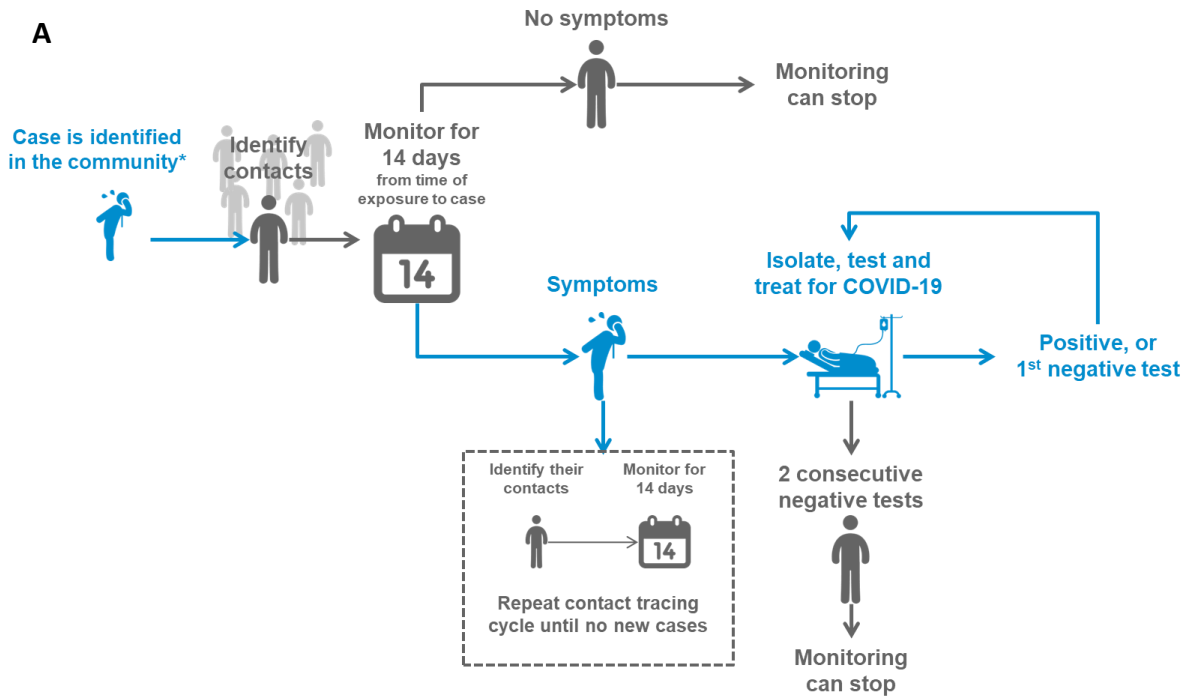 A
No symptoms
Monitoring
can stop
Case is identified
in the community*
Identify
contacts
Monitor for
14 days
from time of
exposure to case
14
Symptoms
Isolate, test and
treat for COVID-19
Positive, or
1st negative test
Identify their
contacts
Monitor for
14 days
14
Repeat contact tracing
cycle until no new cases
2 consecutive
negative tests
Monitoring
can stop